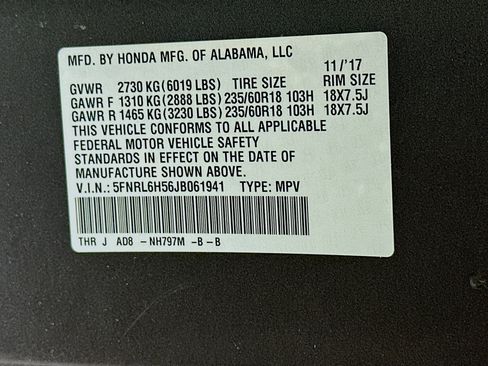 MFD. BY HONDA MFG. OF ALABAMA, LLC
11/'17
GVWR 2730 KG(6019 LBS) TIRE SIZE RIM SIZE
GAWR F 1310 KG(2888 LBS) 235/60R18 103H 18X7.5J
GAWR R 1465 KG(3230 LBS) 235/60R18 103H 18X7.5J
THIS VEHICLE CONFORMS TO ALL APPLICABLE
FEDERAL MOTOR VEHICLE SAFETY
STANDARDS IN EFFECT ON THE DATE OF
MANUFACTURE SHOWN ABOVE.
V.I.N.: 5FNRL6H56JB061941 TYPE: MPV
THR J AD8 -NH797M -B-B